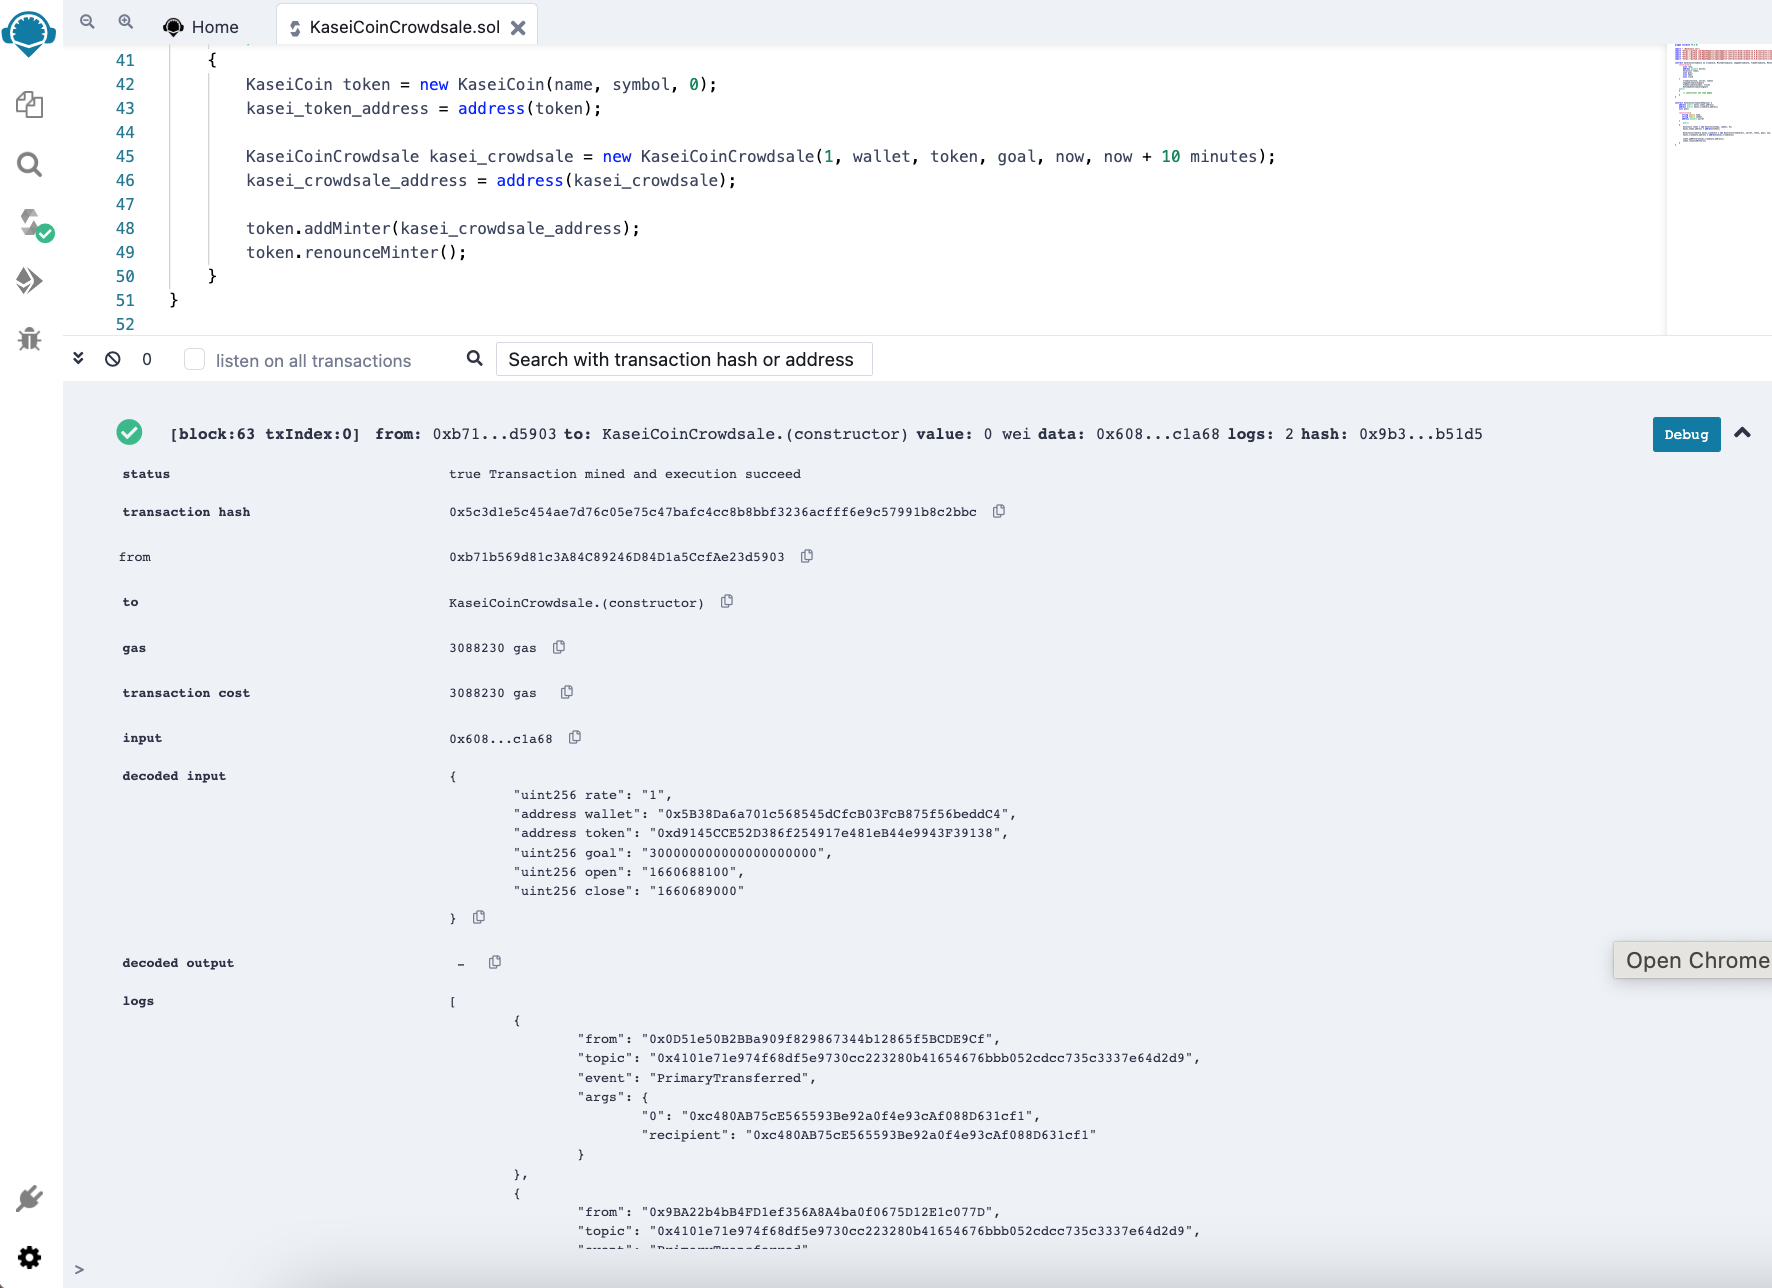 Home
KaseiCoinCrowdsale.sol
41 {
42 KaseiCoin token = new KaseiCoin(name, symbol, 0);
43 kasei_token_address = address(token);
44
45 KaseiCoinCrowdsale kasei_crowdsale = new KaseiCoinCrowdsale(1, wallet, token, goal, now, now + 10 minutes);
46 kasei_crowdsale_address = address(kasei_crowdsale);
47
48 token.addMinter(kasei_crowdsale_address);
49 token.renounceMinter();
50 }
51 }
52
0 listen on all transactions Search with transaction hash or address
[block:63 txIndex:0] from: 0xb71...d5903 to: KaseiCoinCrowdsale.(constructor) value: 0 wei data: 0x608...c1a68 logs: 2 hash: 0x9b3...b51d5 Debug
status true Transaction mined and execution succeed
transaction hash 0x5c3d1e5c454ae7d76c05e75c47bafc4cc8b8bbf3236acfff6e9c57991b8c2bbc
from 0xb71b569d81c3A84C89246D84D1a5CcfAe23d5903
to KaseiCoinCrowdsale.(constructor)
gas 3088230 gas
transaction cost 3088230 gas
input 0x608...c1a68
decoded input {
"uint256 rate": "1",
"address wallet": "0x5B38Da6a701c568545dCfcB03FcB875f56beddC4",
"address token": "0xd9145CCE52D386f254917e481eB44e9943F39138",
"uint256 goal": "300000000000000000000",
"uint256 open": "1660688100",
"uint256 close": "1660689000"
}
decoded output -
Open Chrome
logs [
{
"from": "0x0D51e50B2BBa909f829867344b12865f5BCDE9Cf",
"topic": "0x4101e71e974f68df5e9730cc223280b41654676bbb052cdcc735c3337e64d2d9",
"event": "PrimaryTransferred",
"args": {
"0": "0xc480AB75cE565593Be92a0f4e93cAf088D631cf1",
"recipient": "0xc480AB75cE565593Be92a0f4e93cAf088D631cf1"
}
},
{
"from": "0x9BA22b4bB4FD1ef356A8A4ba0f0675D12E1c077D",
"topic": "0x4101e71e974f68df5e9730cc223280b41654676bbb052cdcc735c3337e64d2d9",
"event": "PrimaryTransferred"
>